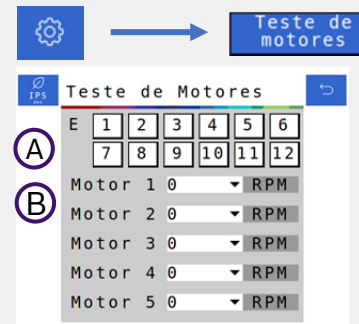 Teste de
motores
IPS
Teste de Motores
E 1 2 3 4 5 6
A
7 8 9 10 11 12
B
Motor 1 0 RPM
Motor 2 0 RPM
Motor 3 0 RPM
Motor 4 0 RPM
Motor 5 0 RPM